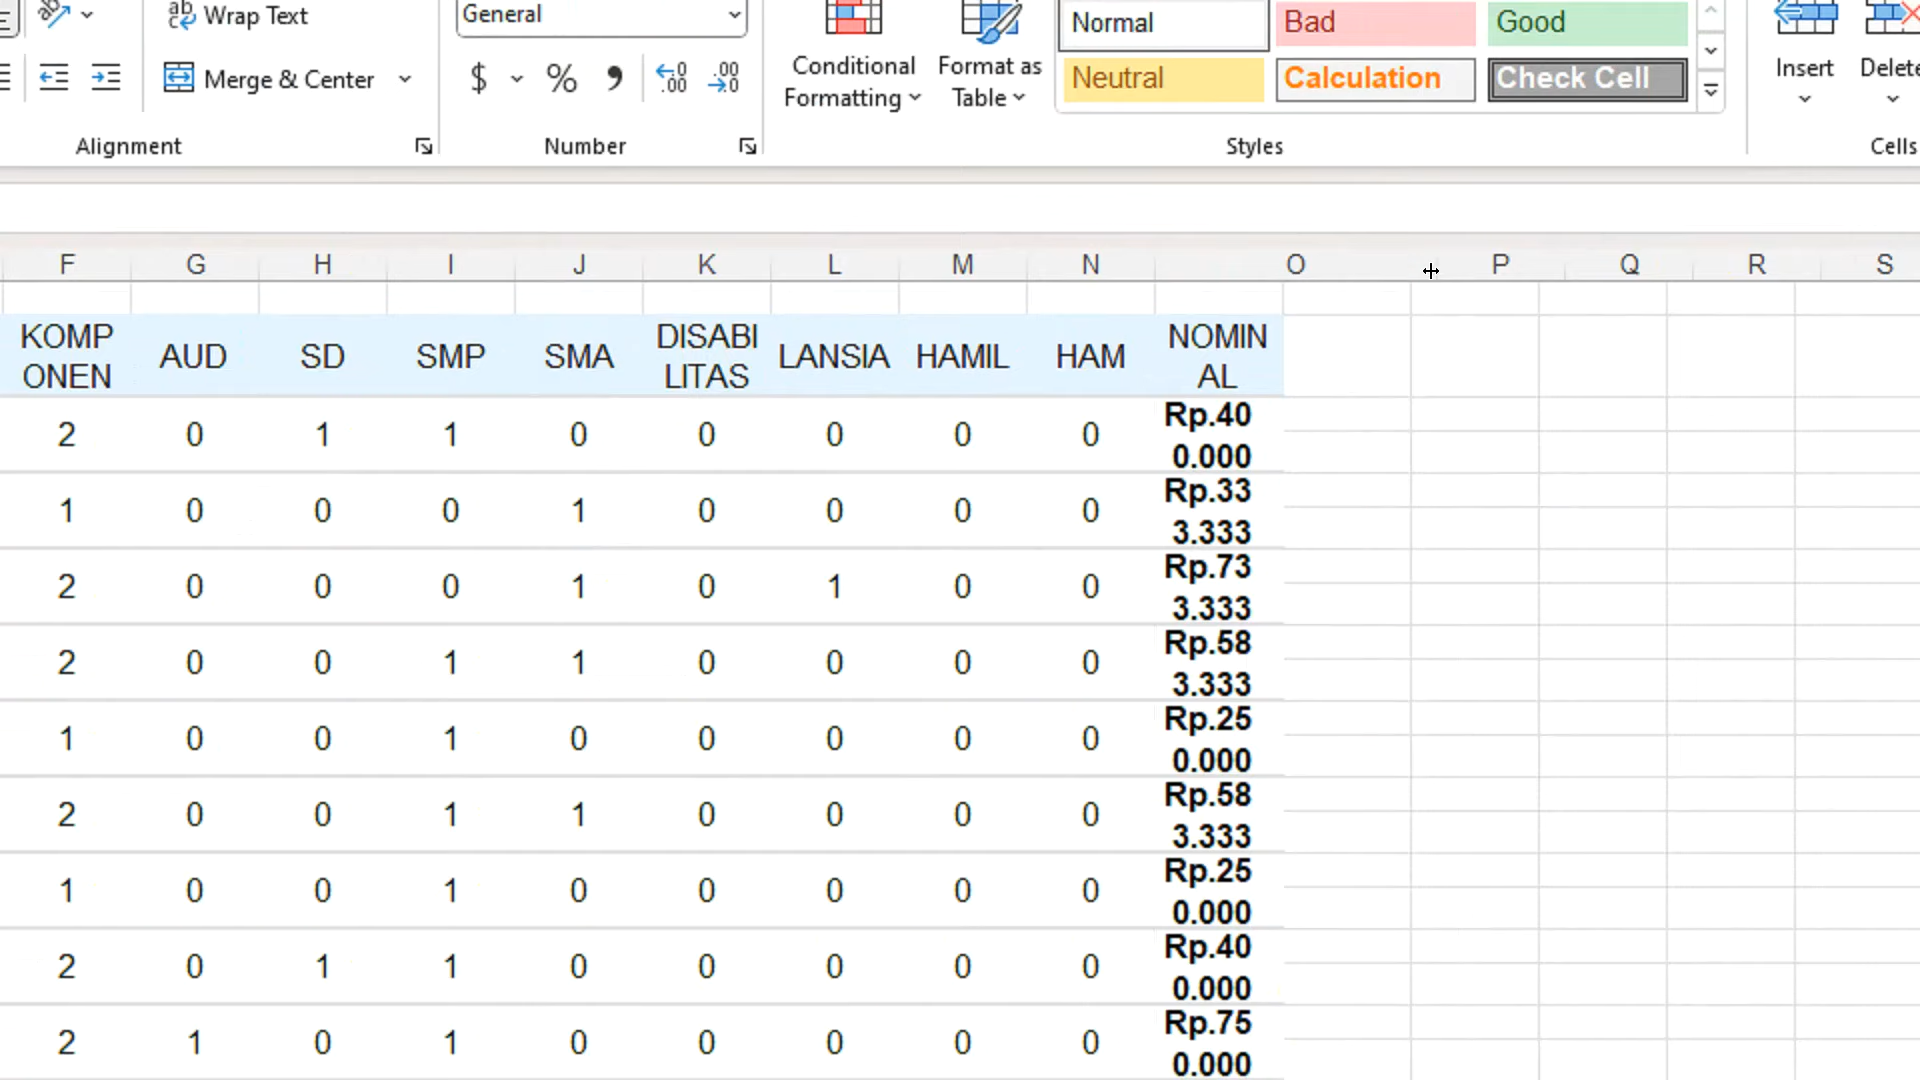 Wrap Text
General
Normal
Bad
Good
Merge & Center
$ % 9
Conditional
Formatting
Format as
Table
Neutral
Calculation
Check Cell
Insert
Delete
Alignment
Number
Styles
Cells
F G H I J K L M N O P Q R S
KOMP
ONEN
AUD
SD
SMP
SMA
DISABI
LITAS
LANSIA
HAMIL
HAM
NOMIN
AL
2 0 1 1 0 0 0 0 0 Rp.40
0.000
1 0 0 0 1 0 0 0 0 Rp.33
3.333
2 0 0 0 1 0 1 0 0 Rp.73
3.333
2 0 0 1 1 0 0 0 0 Rp.58
3.333
1 0 0 1 0 0 0 0 0 Rp.25
0.000
2 0 0 1 1 0 0 0 0 Rp.58
3.333
1 0 0 1 0 0 0 0 0 Rp.25
0.000
2 0 1 1 0 0 0 0 0 Rp.40
0.000
2 1 0 1 0 0 0 0 0 Rp.75
0.000